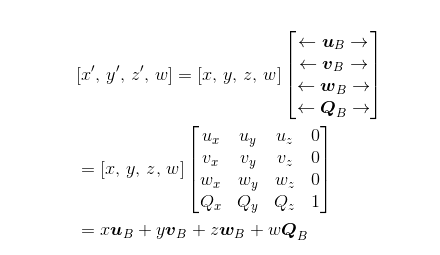 [x′, y′, z′, w] = [x, y, z, w] [← u_B →
← v_B →
← w_B →
← Q_B →]
= [x, y, z, w] [u_x u_y u_z 0
v_x v_y v_z 0
w_x w_y w_z 0
Q_x Q_y Q_z 1]
= xu_B + yv_B + zw_B + wQ_B